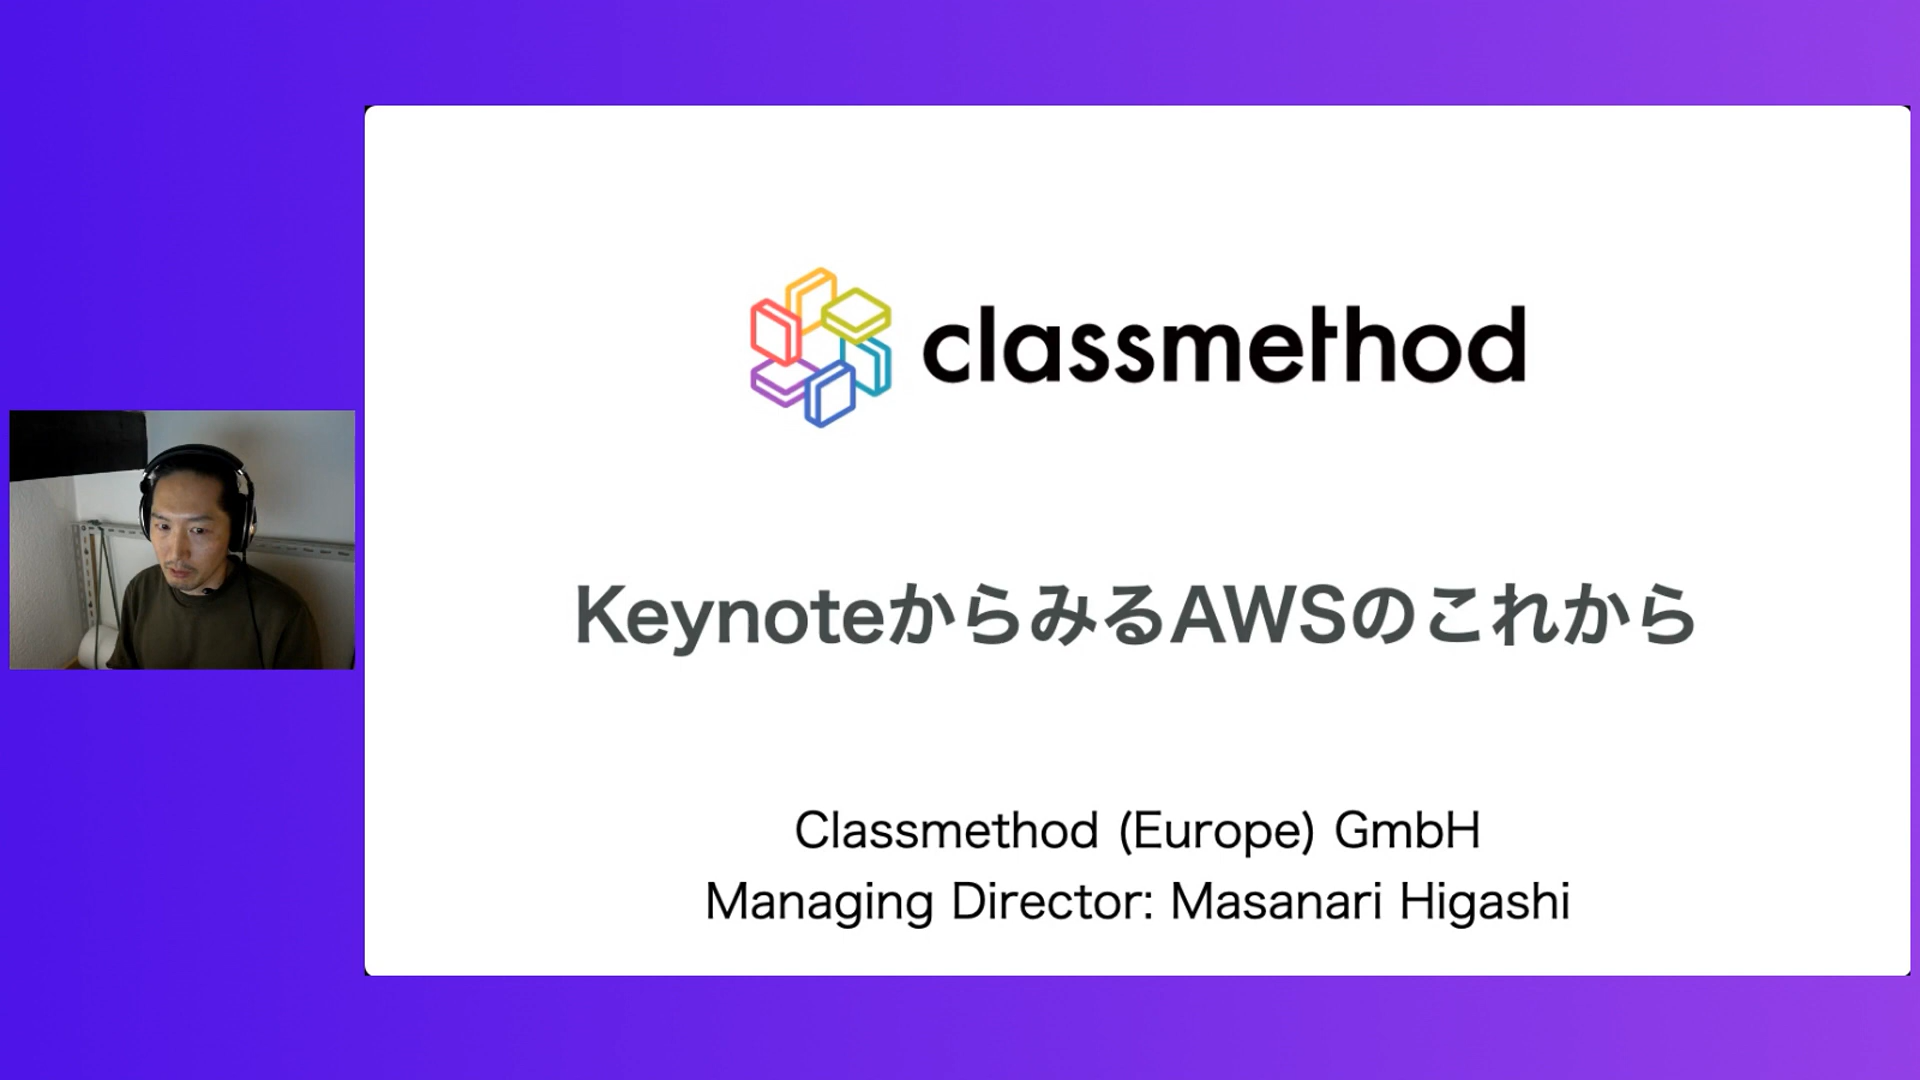 classmethod
KeynoteからみるAWSのこれから
Classmethod (Europe) GmbH
Managing Director: Masanari Higashi